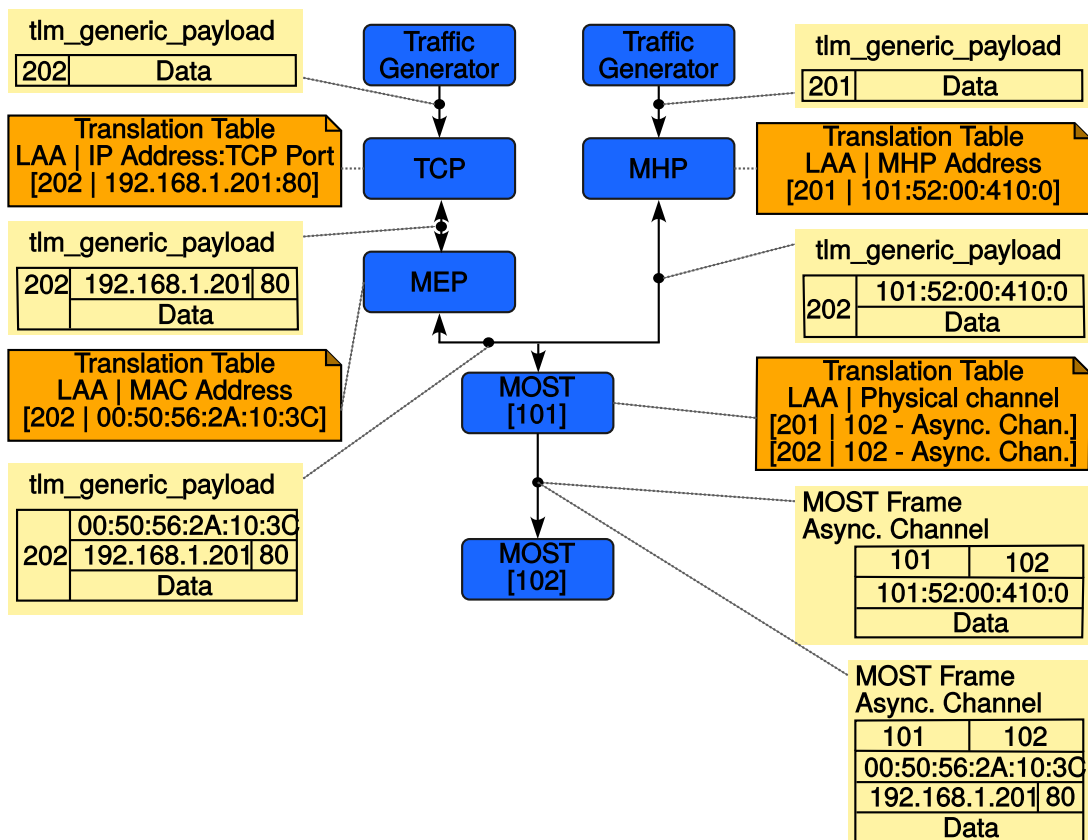 tlm_generic_payload
202 Data
Translation Table
LAA | IP Address:TCP Port
[202 | 192.168.1.201:80]
tlm_generic_payload
202 192.168.1.201 80
Data
Translation Table
LAA | MAC Address
[202 | 00:50:56:2A:10:3C]
tlm_generic_payload
00:50:56:2A:10:3C
202 192.168.1.201 80
Data
Traffic
Generator
TCP
MEP
Traffic
Generator
MHP
MOST
[101]
MOST
[102]
tlm_generic_payload
201 Data
Translation Table
LAA | MHP Address
[201 | 101:52:00:410:0]
tlm_generic_payload
101:52:00:410:0
202
Data
Translation Table
LAA | Physical channel
[201 | 102 - Async. Chan.]
[202 | 102 - Async. Chan.]
MOST Frame
Async. Channel
101 102
101:52:00:410:0
Data
MOST Frame
Async. Channel
101 102
00:50:56:2A:10:3C
192.168.1.201 80
Data